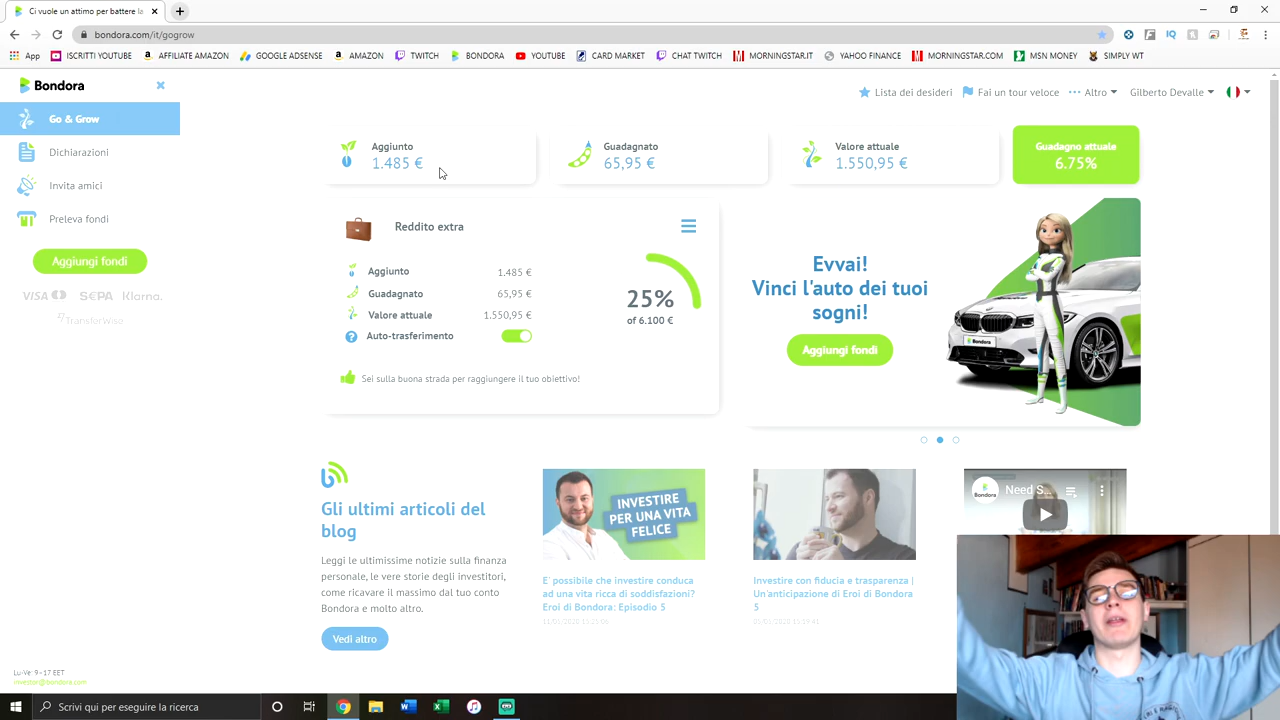 Ci vuole un attimo per battere la
bondora.com/it/gogrow
App
ISCRITTI YOUTUBE
AFFILIATE AMAZON
GOOGLE ADSENSE
AMAZON
TWITCH
BONDORA
YOUTUBE
CARD MARKET
CHAT TWITCH
MORNINGSTAR.IT
YAHOO FINANCE
MORNINGSTAR.COM
MSN MONEY
SIMPLY WT
Bondora
Lista dei desideri
Fai un tour veloce
Altro
Gilberto Devalle
Go & Grow
Dichiarazioni
Invita amici
Preleva fondi
Aggiungi fondi
VISA
SEPA
Klarna.
TransferWise
Aggiunto
1.485 €
Guadagnato
65,95 €
Valore attuale
1.550,95 €
Guadagno attuale
6.75%
Reddito extra
Aggiunto 1.485 €
Guadagnato 65,95 €
Valore attuale 1.550,95 €
Auto-trasferimento
25%
of 6.100 €
Sei sulla buona strada per raggiungere il tuo obiettivo!
Evvai!
Vinci l'auto dei tuoi
sogni!
Aggiungi fondi
Bondora
Gli ultimi articoli del
blog
Leggi le ultimissime notizie sulla finanza
personale, le vere storie degli investitori,
come ricavare il massimo dal tuo conto
Bondora e molto altro.
Vedi altro
INVESTIRE
PER UNA VITA
FELICE
E' possibile che investire conduca
ad una vita ricca di soddisfazioni?
Eroi di Bondora: Episodio 5
Investire con fiducia e trasparenza |
Un'anticipazione di Eroi di Bondora
5
Bondora
Need S...
Lu-Ve: 9–17 EET
investor@bondora.com
Scrivi qui per eseguire la ricerca